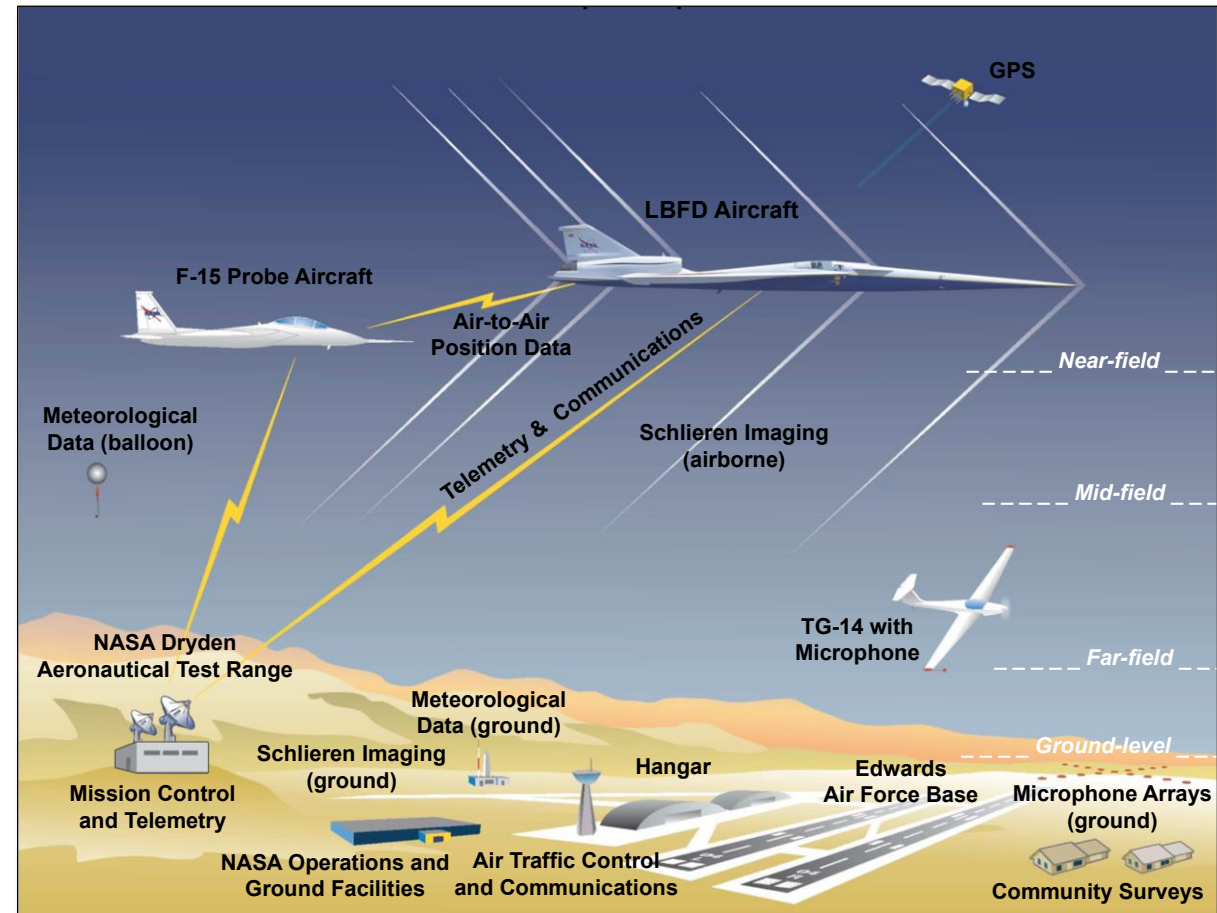 GPS
LBFD Aircraft
F-15 Probe Aircraft
Air-to-Air
Position Data
Near-field
Telemetry & Communications
Meteorological
Data (balloon)
Schlieren Imaging
(airborne)
Mid-field
TG-14 with
Microphone
Far-field
NASA Dryden
Aeronautical Test Range
Meteorological
Data (ground)
Ground-level
Schlieren Imaging
(ground)
Hangar
Edwards
Air Force Base
Mission Control
and Telemetry
Microphone Arrays
(ground)
NASA Operations and
Ground Facilities
Air Traffic Control
and Communications
Community Surveys